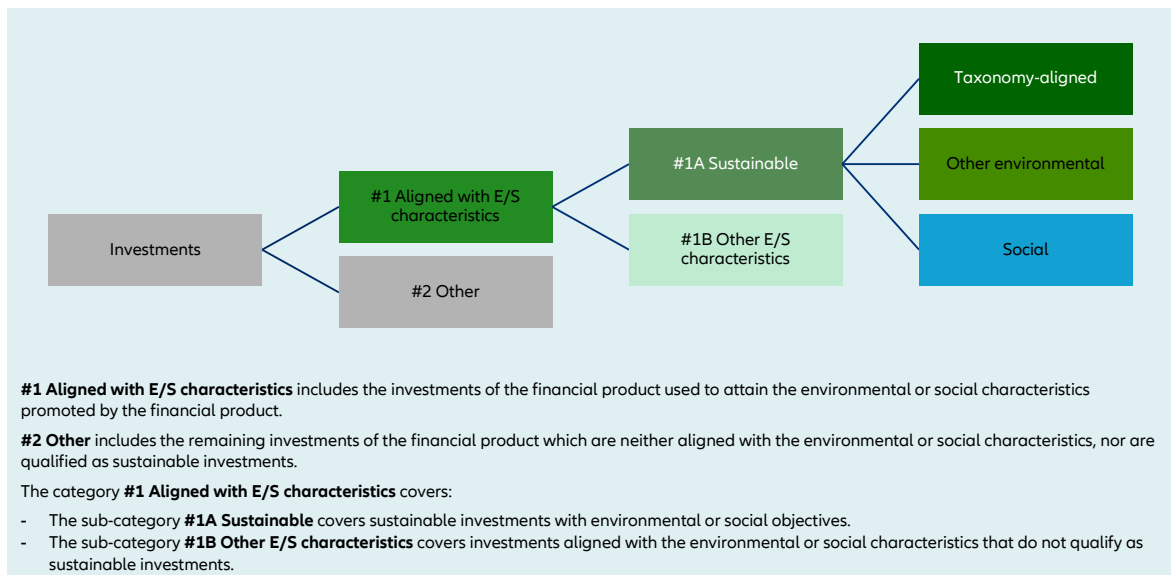 Taxonomy-aligned
#1A Sustainable
Other environmental
#1 Aligned with E/S
characteristics
Investments
#1B Other E/S
characteristics
Social
#2 Other
#1 Aligned with E/S characteristics includes the investments of the financial product used to attain the environmental or social characteristics
promoted by the financial product.
#2 Other includes the remaining investments of the financial product which are neither aligned with the environmental or social characteristics, nor are
qualified as sustainable investments.
The category #1 Aligned with E/S characteristics covers:
- The sub-category #1A Sustainable covers sustainable investments with environmental or social objectives.
- The sub-category #1B Other E/S characteristics covers investments aligned with the environmental or social characteristics that do not qualify as
sustainable investments.